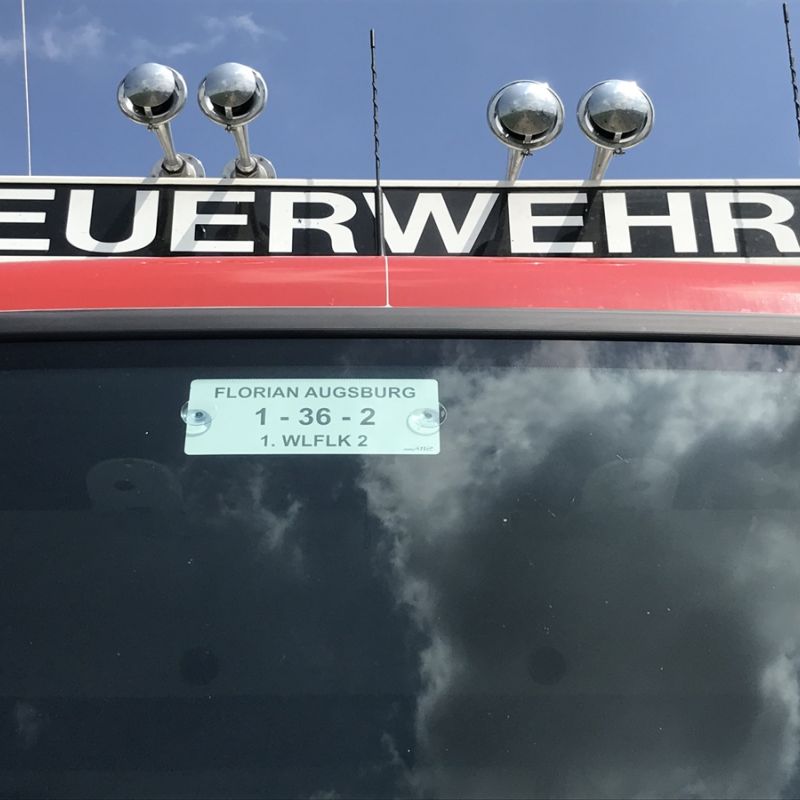 EUERWEHR
FLORIAN AUGSBURG
1 - 36 - 2
1. WLFLK 2